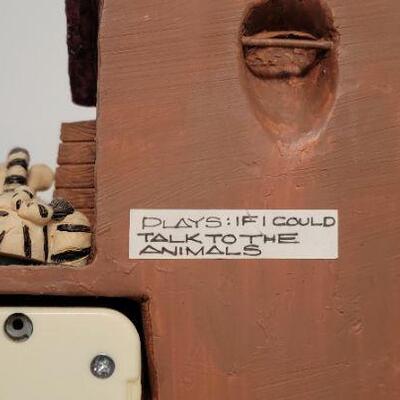 PLAYS: IF I COULD
TALK TO THE
ANIMALS